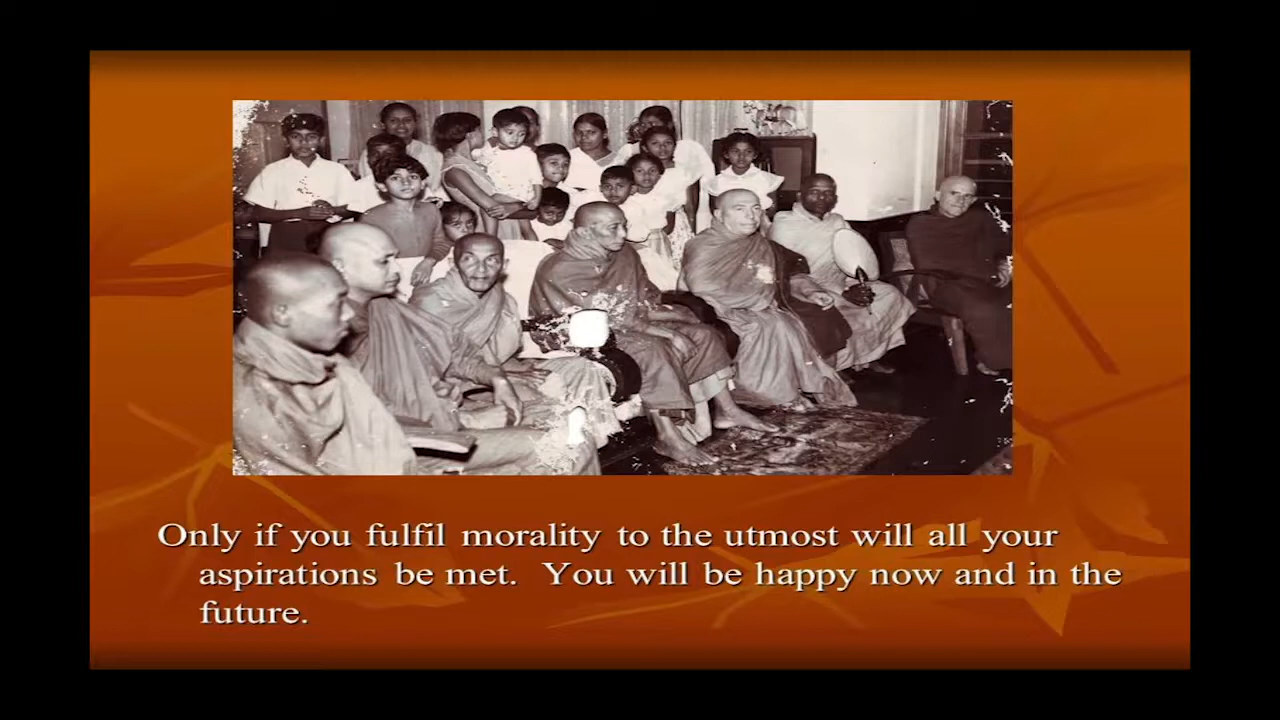 Only if you fulfil morality to the utmost will all your
aspirations be met. You will be happy now and in the
future.